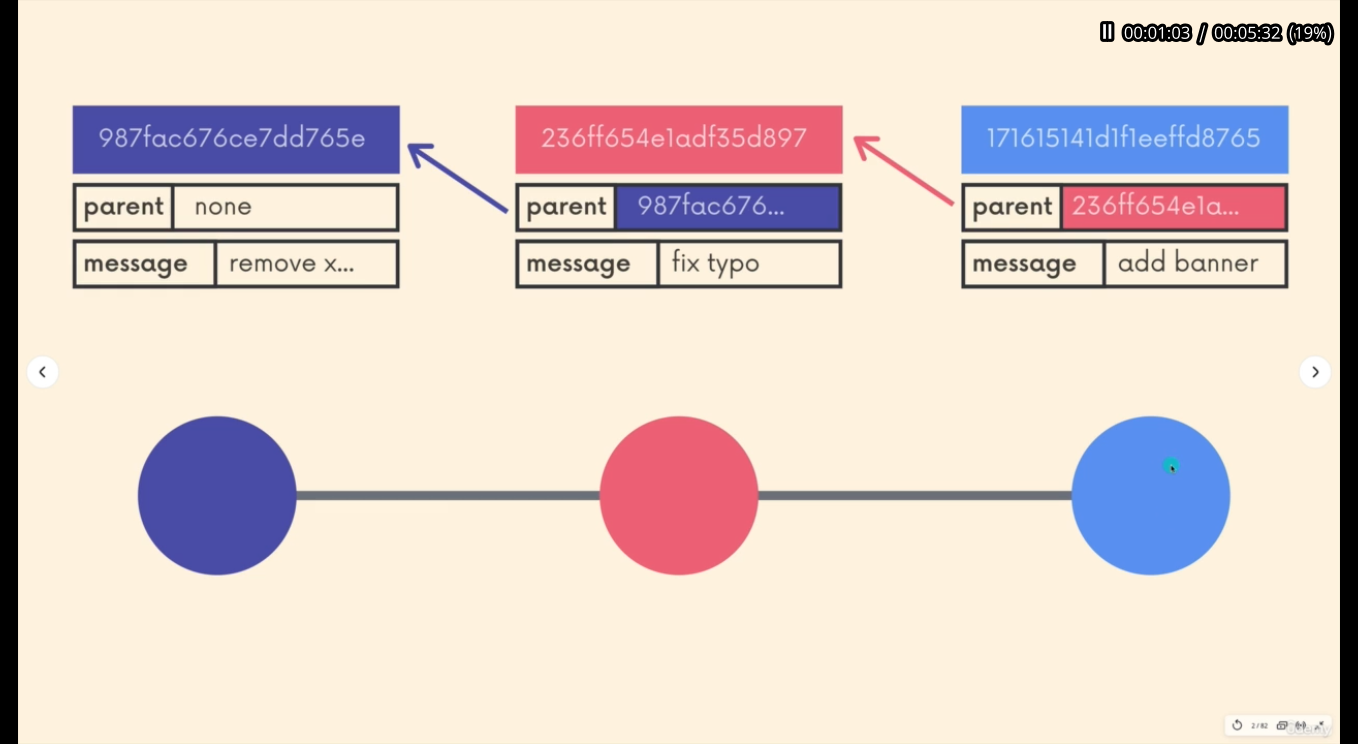 00:01:03 / 00:05:32 (19%)
987fac676ce7dd765e
236ff654e1adf35d897
171615141d1f1eeffd8765
parent none
parent 987fac676...
parent 236ff654e1a...
message remove x...
message fix typo
message add banner
2 / 82
Udemy